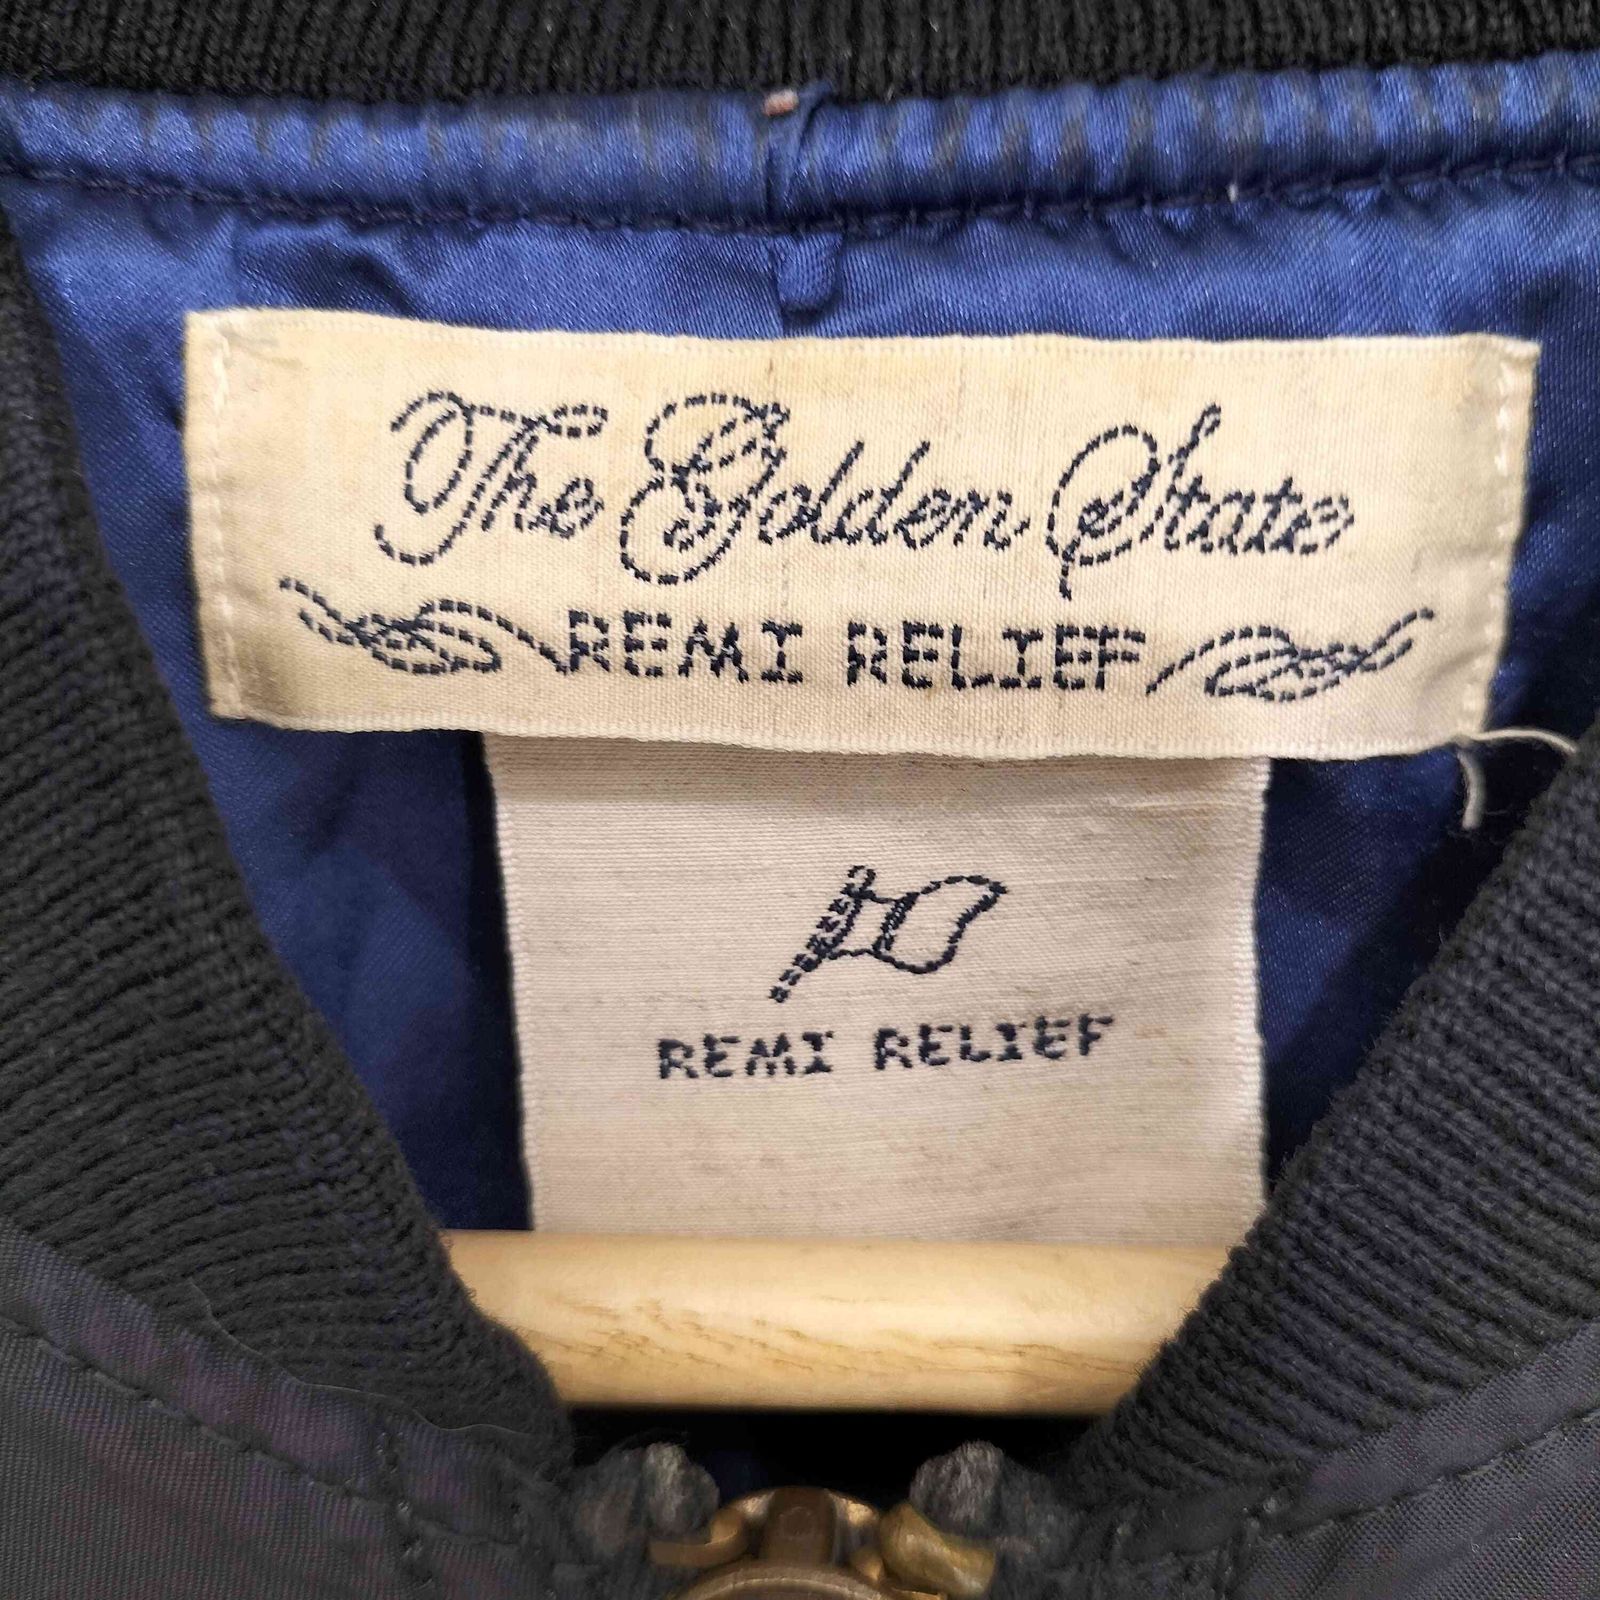 The Golden State
REMI RELIEF
REMI RELIEF